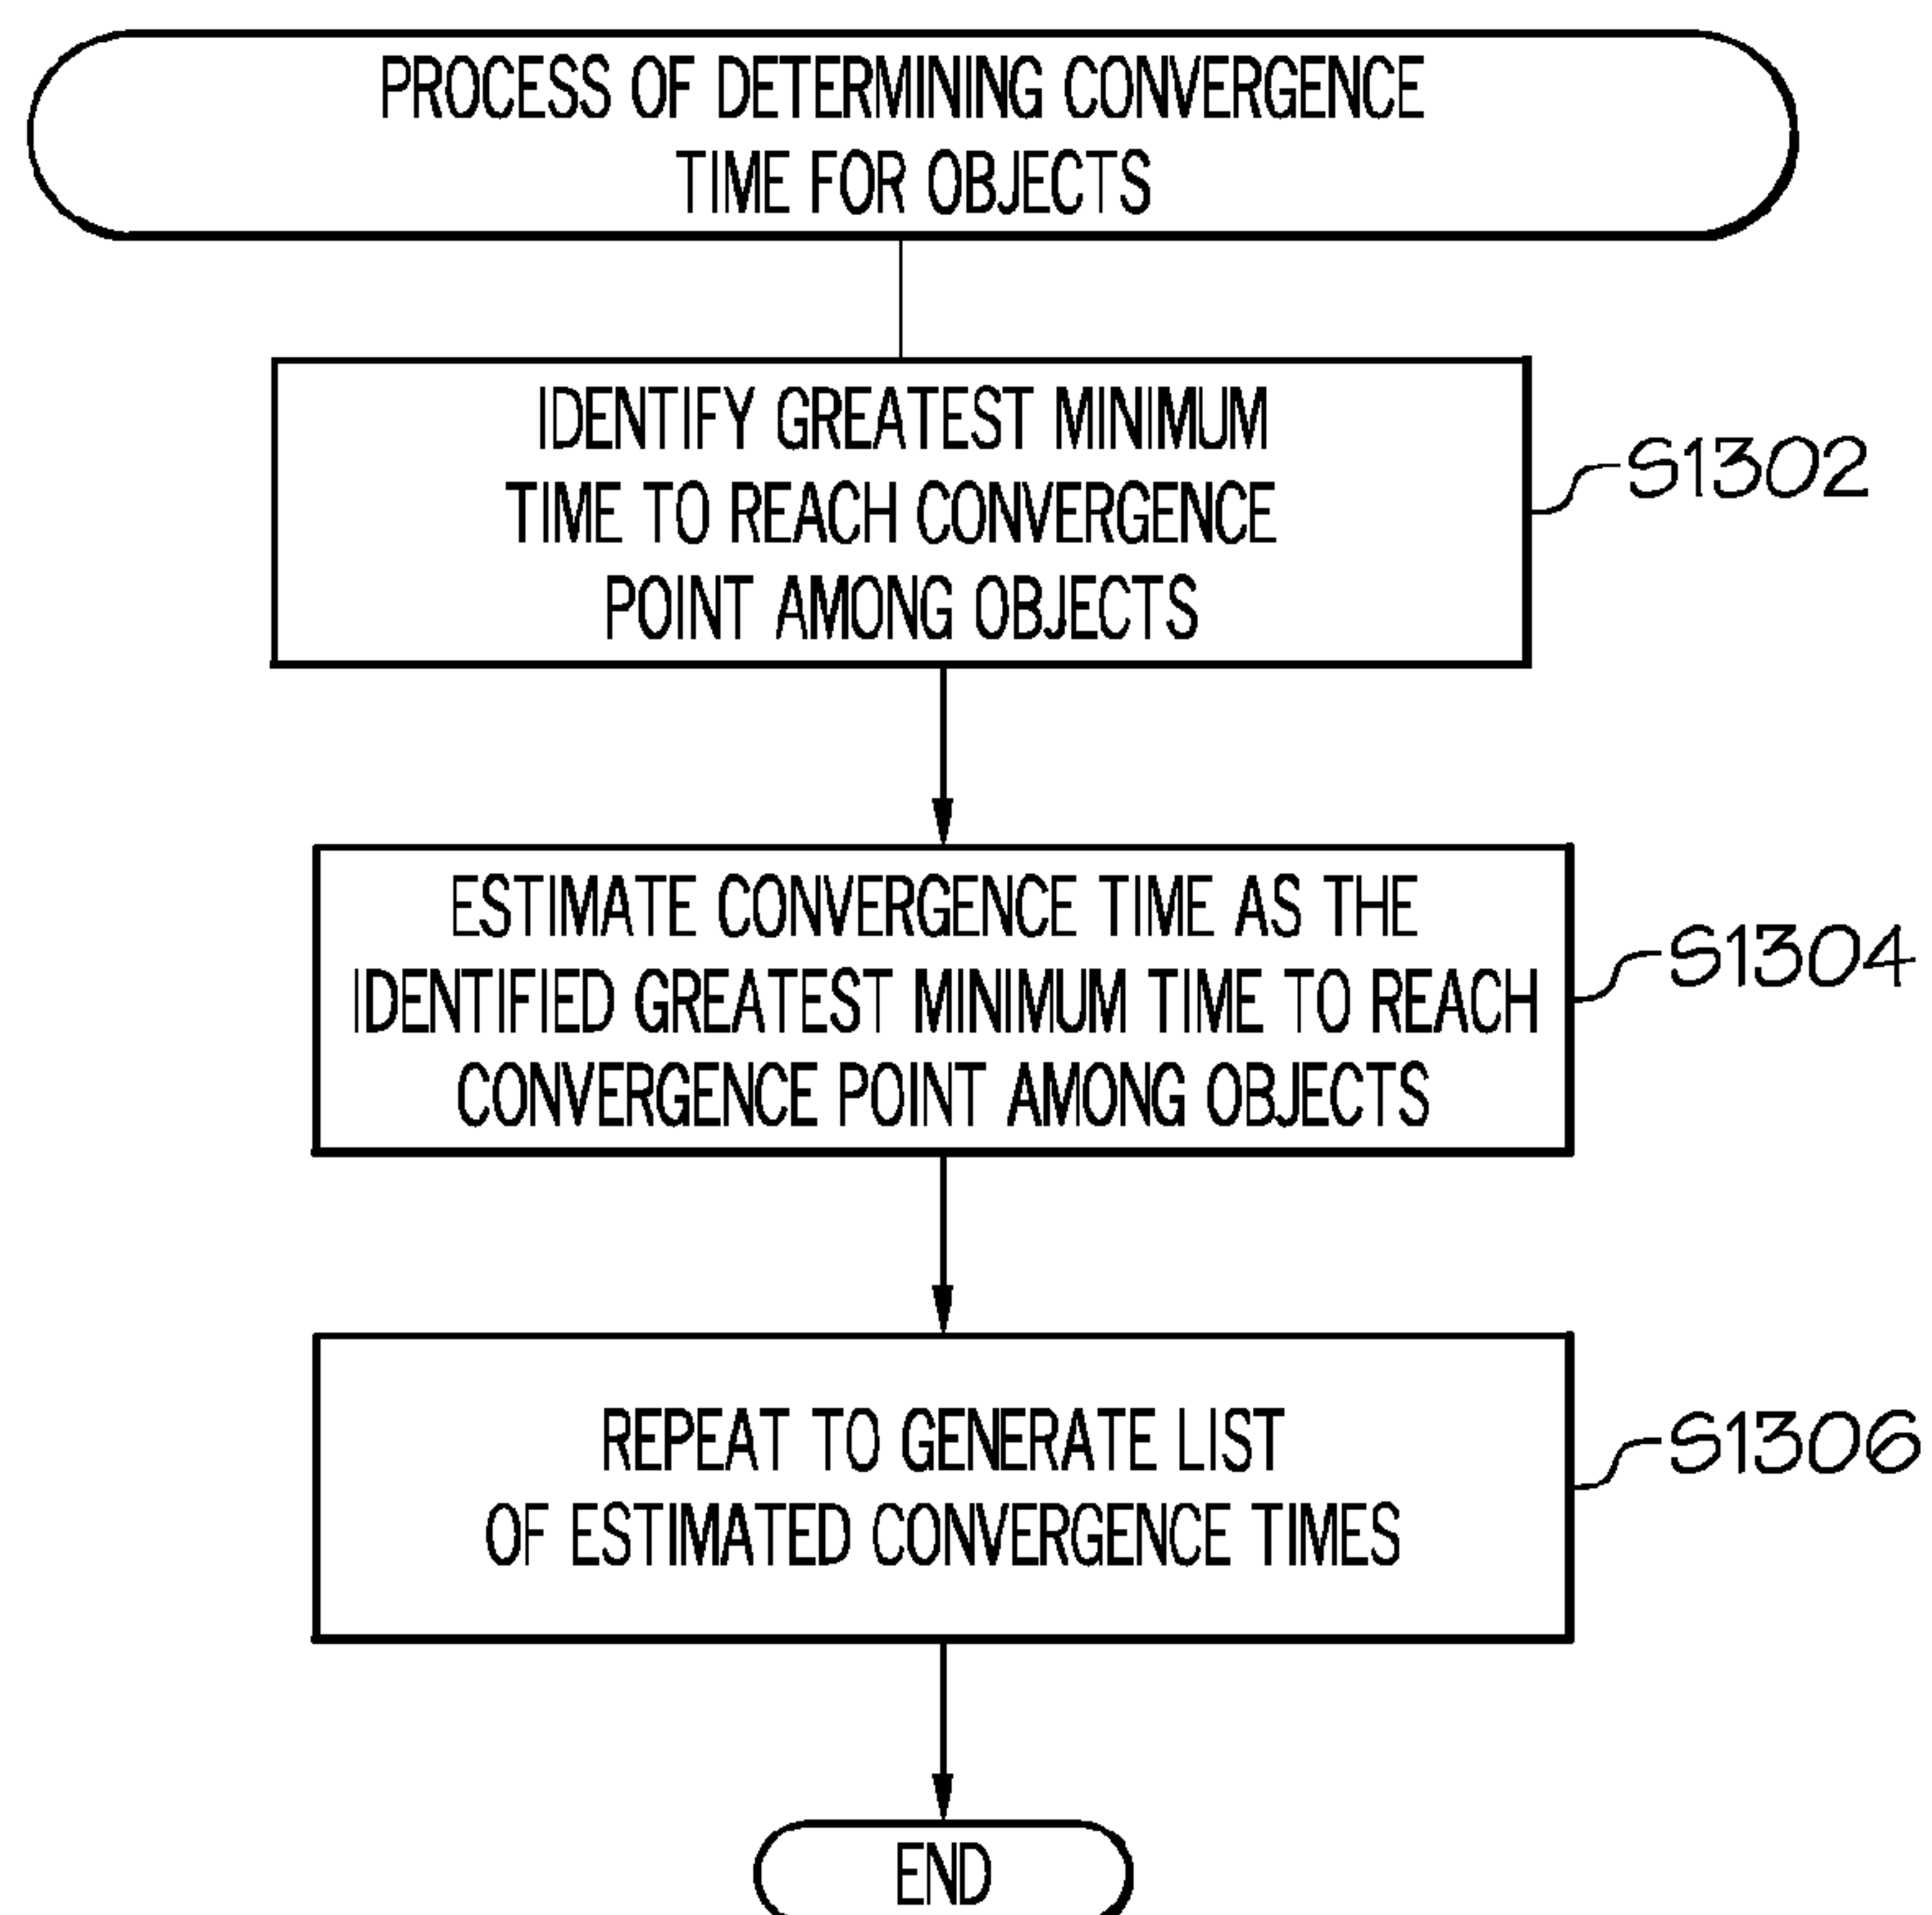 PROCESS OF DETERMINING CONVERGENCE
TIME FOR OBJECTS
IDENTIFY GREATEST MINIMUM
TIME TO REACH CONVERGENCE
POINT AMONG OBJECTS
S1302
ESTIMATE CONVERGENCE TIME AS THE
IDENTIFIED GREATEST MINIMUM TIME TO REACH
CONVERGENCE POINT AMONG OBJECTS
S1304
REPEAT TO GENERATE LIST
OF ESTIMATED CONVERGENCE TIMES
S1306
END